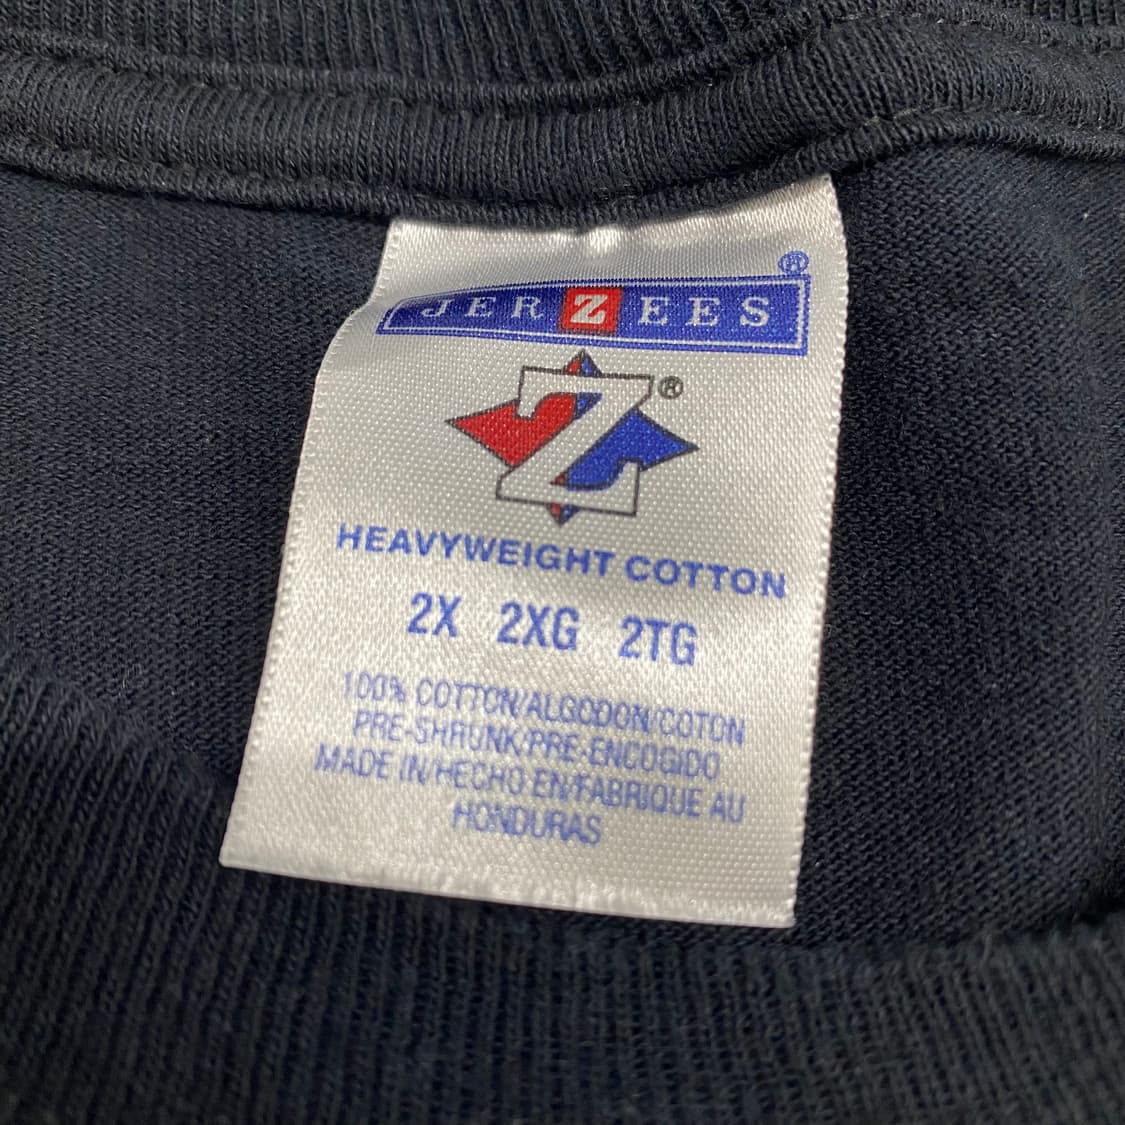 JERZEES ®
Z ®
HEAVYWEIGHT COTTON
2X 2XG 2TG
100% COTTON/ALGODON/COTON
PRE-SHRUNK/PRE-ENCOGIDO
MADE IN/HECHO EN/FABRIQUE AU
HONDURAS